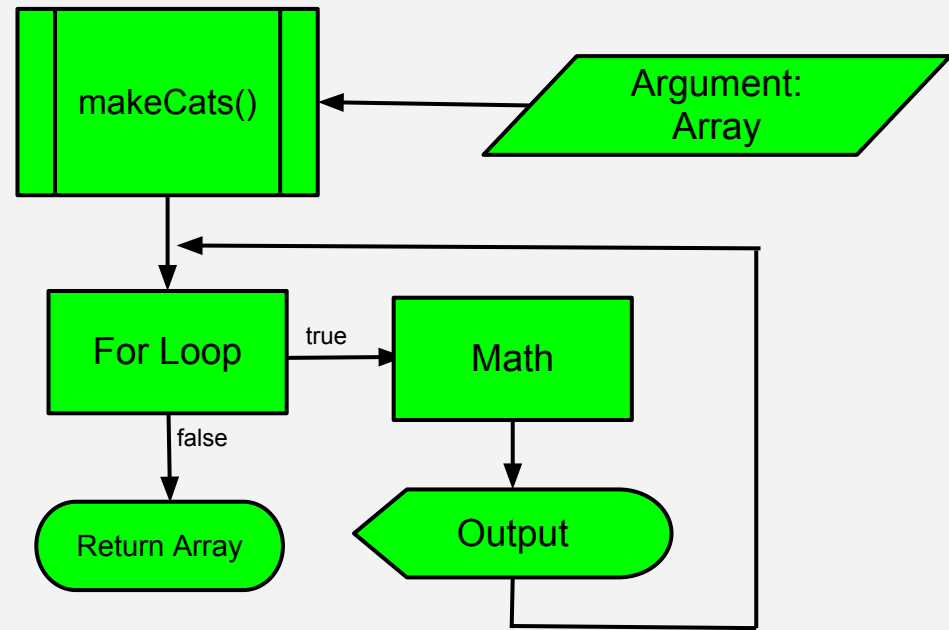 makeCats()
Argument:
Array
For Loop
true
Math
false
Return Array
Output